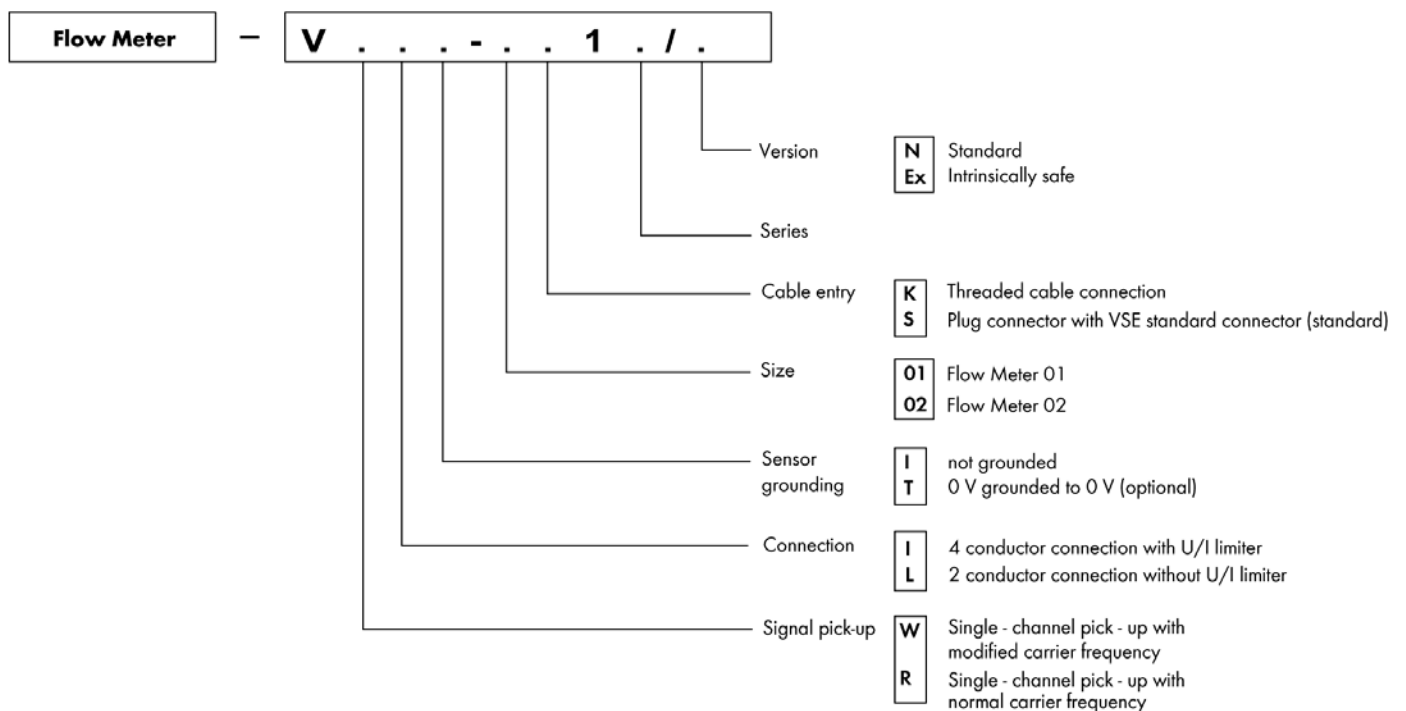 Flow Meter – V . . . - . . 1 . / .
Version N Standard
Ex Intrinsically safe
Series
Cable entry K Threaded cable connection
S Plug connector with VSE standard connector (standard)
Size 01 Flow Meter 01
02 Flow Meter 02
Sensor I not grounded
grounding T 0 V grounded to 0 V (optional)
Connection I 4 conductor connection with U/I limiter
L 2 conductor connection without U/I limiter
Signal pick-up W Single - channel pick - up with
modified carrier frequency
R Single - channel pick - up with
normal carrier frequency